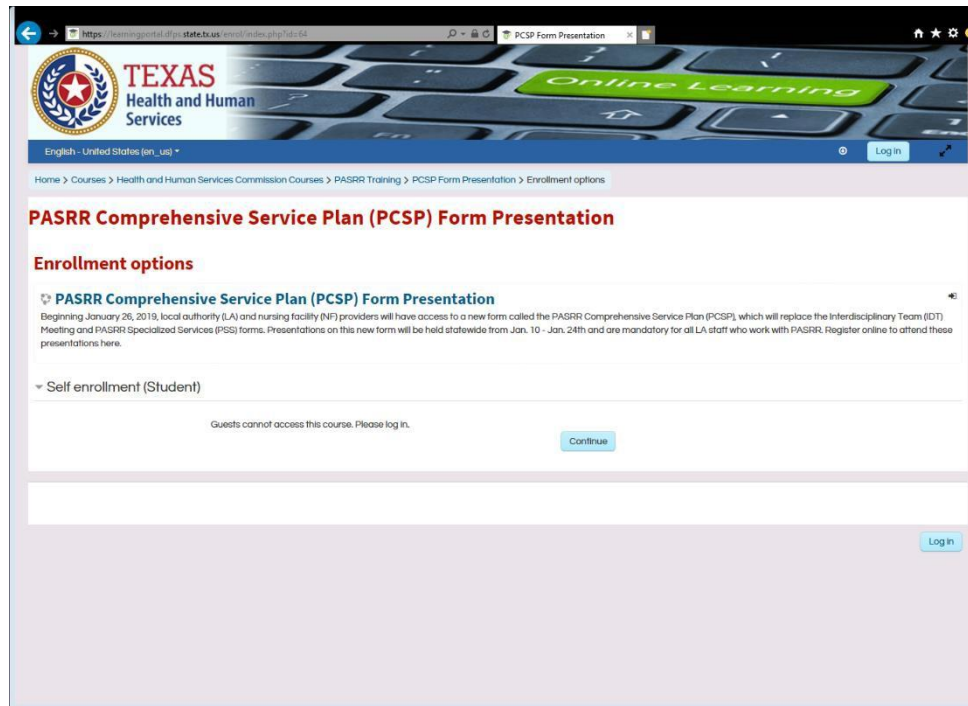 https://learningportal.dfps.state.tx.us/enrol/index.php?id=64
PCSP Form Presentation
TEXAS
Health and Human
Services
Online Learning
Fn
English - United States (en_us)
Log in
Home > Courses > Health and Human Services Commission Courses > PASRR Training > PCSP Form Presentation > Enrollment options
PASRR Comprehensive Service Plan (PCSP) Form Presentation
Enrollment options
PASRR Comprehensive Service Plan (PCSP) Form Presentation
Beginning January 26, 2019, local authority (LA) and nursing facility (NF) providers will have access to a new form called the PASRR Comprehensive Service Plan (PCSP), which will replace the Interdisciplinary Team (IDT)
Meeting and PASRR Specialized Services (PSS) forms. Presentations on this new form will be held statewide from Jan. 10 - Jan. 24th and are mandatory for all LA staff who work with PASRR. Register online to attend these
presentations here.
Self enrollment (Student)
Guests cannot access this course. Please log in.
Continue
Log in